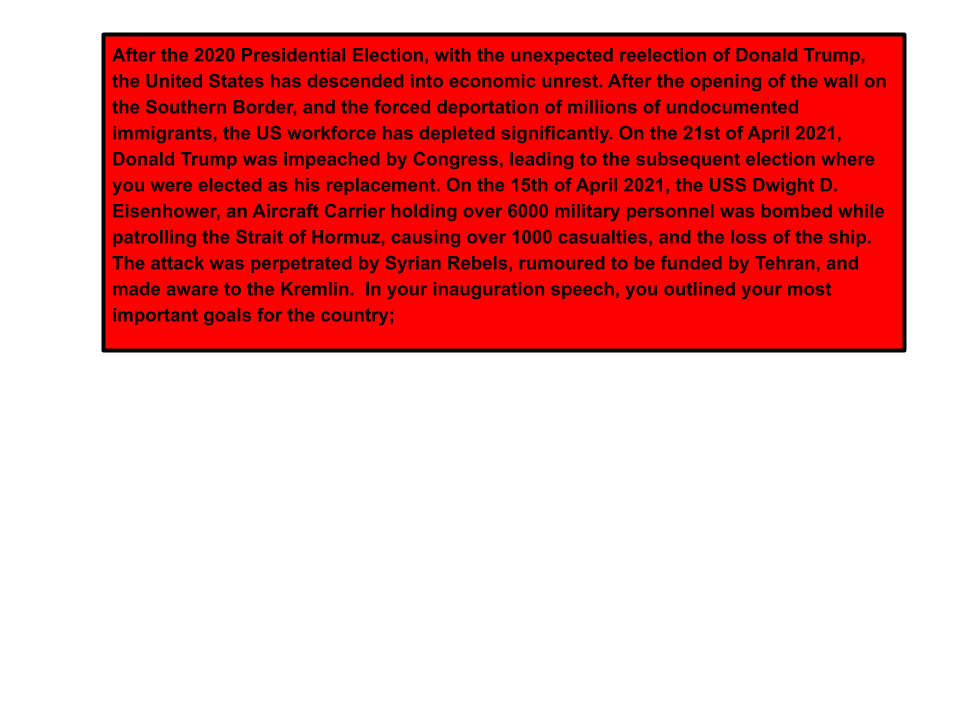 After the 2020 Presidential Election, with the unexpected reelection of Donald Trump,
the United States has descended into economic unrest. After the opening of the wall on
the Southern Border, and the forced deportation of millions of undocumented
immigrants, the US workforce has depleted significantly. On the 21st of April 2021,
Donald Trump was impeached by Congress, leading to the subsequent election where
you were elected as his replacement. On the 15th of April 2021, the USS Dwight D.
Eisenhower, an Aircraft Carrier holding over 6000 military personnel was bombed while
patrolling the Strait of Hormuz, causing over 1000 casualties, and the loss of the ship.
The attack was perpetrated by Syrian Rebels, rumoured to be funded by Tehran, and
made aware to the Kremlin.  In your inauguration speech, you outlined your most
important goals for the country;